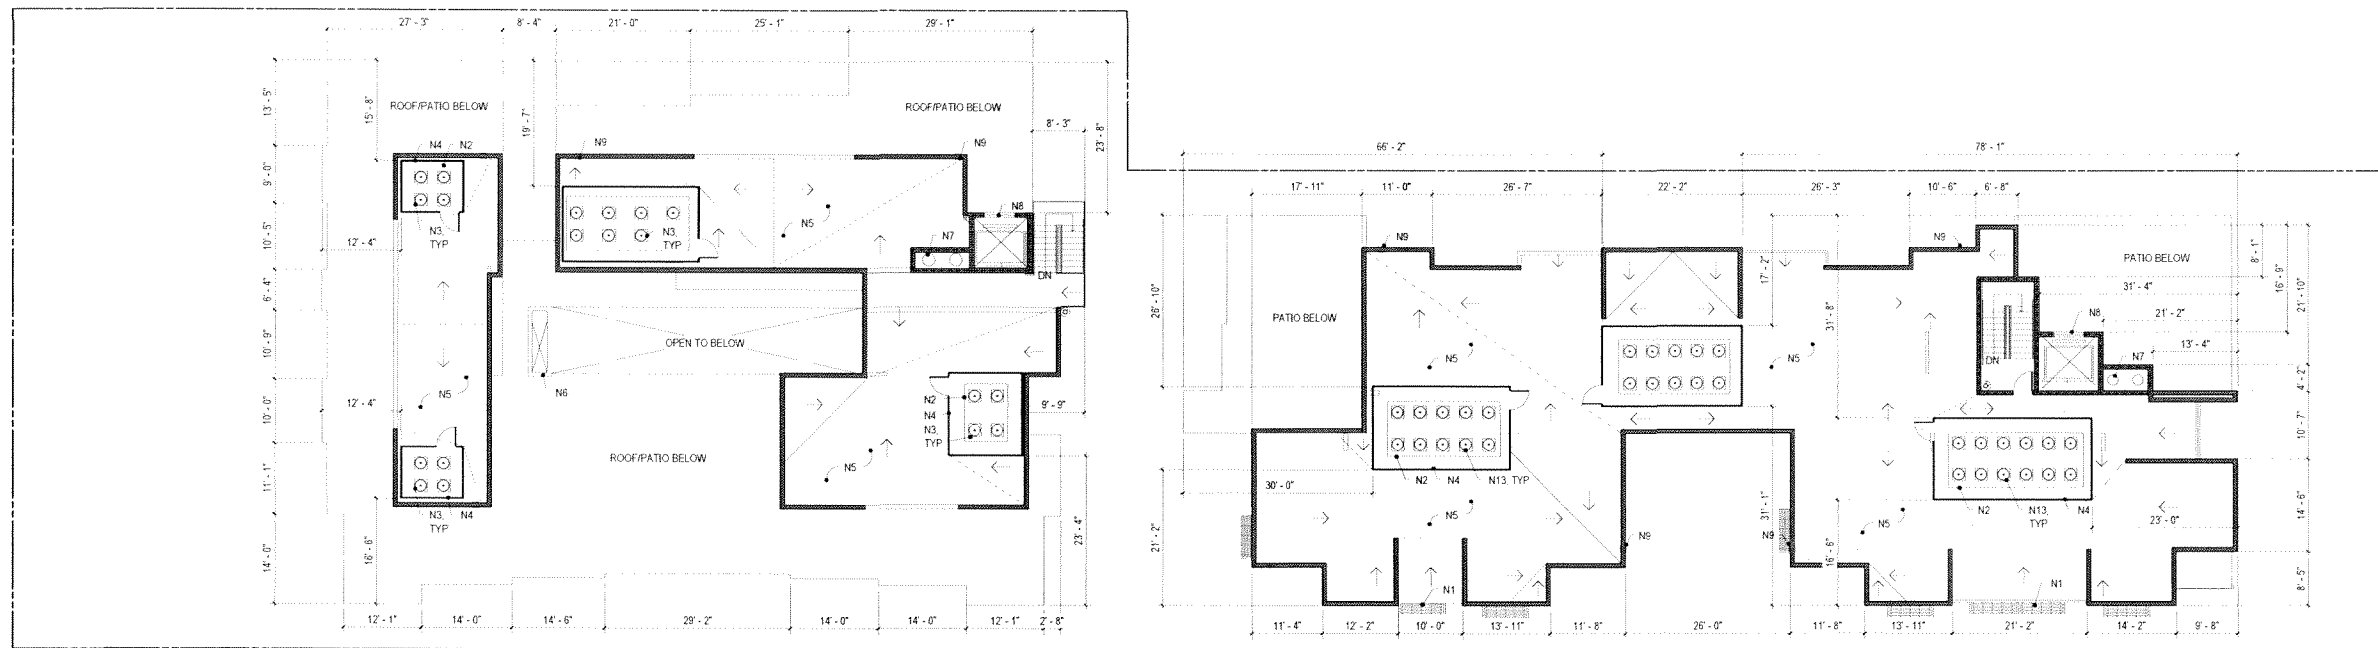 27' - 3"
8' - 4"
21' - 0"
25' - 1"
29' - 1"
13' - 5"
15' - 8"
ROOF/PATIO BELOW
19' - 7"
ROOF/PATIO BELOW
8' - 3"
23' - 8"
N4
N2
N9
N9
9' - 0"
N3,
TYP
N3,
TYP
N5
N8
N7
10' - 5"
12' - 4"
DN
6' - 4"
10' - 9"
OPEN TO BELOW
N5
N6
12' - 4"
10' - 0"
N2
N4
N3,
TYP
9' - 9"
ROOF/PATIO BELOW
N5
11' - 1"
N3,
TYP
N4
14' - 0"
16' - 6"
23' - 4"
12' - 1"
14' - 0"
14' - 6"
29' - 2"
14' - 0"
14' - 0"
12' - 1"
2' - 8"
66' - 2"
78' - 1"
17' - 11"
11' - 0"
26' - 7"
22' - 2"
26' - 3"
10' - 6"
6' - 8"
N9
N9
PATIO BELOW
8' - 1"
16' - 9"
21' - 10"
17' - 2"
31' - 4"
26' - 10"
PATIO BELOW
31' - 8"
21' - 2"
N8
N5
N5
DN
N7
13' - 4"
4' - 2"
10' - 7"
30' - 0"
N2
N4
N13, TYP
N2
N13,
TYP
N4
N5
31' - 1"
N5
23' - 0"
14' - 6"
21' - 2"
N9
N9
16' - 6"
N1
N1
8' - 5"
11' - 4"
12' - 2"
10' - 0"
13' - 11"
11' - 8"
26' - 0"
11' - 8"
13' - 11"
21' - 2"
14' - 2"
9' - 8"